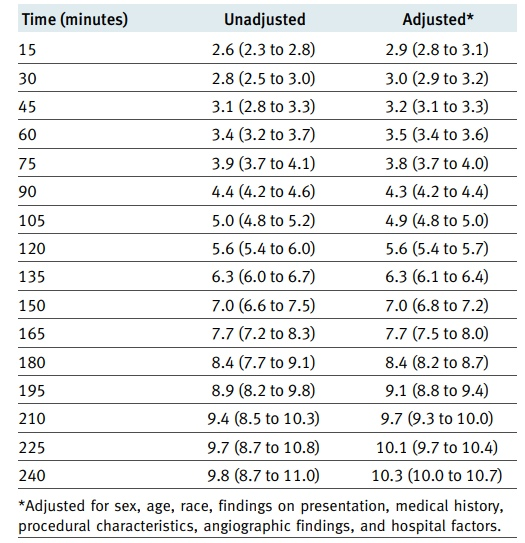 Time (minutes) Unadjusted Adjusted*
15 2.6 (2.3 to 2.8) 2.9 (2.8 to 3.1)
30 2.8 (2.5 to 3.0) 3.0 (2.9 to 3.2)
45 3.1 (2.8 to 3.3) 3.2 (3.1 to 3.3)
60 3.4 (3.2 to 3.7) 3.5 (3.4 to 3.6)
75 3.9 (3.7 to 4.1) 3.8 (3.7 to 4.0)
90 4.4 (4.2 to 4.6) 4.3 (4.2 to 4.4)
105 5.0 (4.8 to 5.2) 4.9 (4.8 to 5.0)
120 5.6 (5.4 to 6.0) 5.6 (5.4 to 5.7)
135 6.3 (6.0 to 6.7) 6.3 (6.1 to 6.4)
150 7.0 (6.6 to 7.5) 7.0 (6.8 to 7.2)
165 7.7 (7.2 to 8.3) 7.7 (7.5 to 8.0)
180 8.4 (7.7 to 9.1) 8.4 (8.2 to 8.7)
195 8.9 (8.2 to 9.8) 9.1 (8.8 to 9.4)
210 9.4 (8.5 to 10.3) 9.7 (9.3 to 10.0)
225 9.7 (8.7 to 10.8) 10.1 (9.7 to 10.4)
240 9.8 (8.7 to 11.0) 10.3 (10.0 to 10.7)
*Adjusted for sex, age, race, findings on presentation, medical history,
procedural characteristics, angiographic findings, and hospital factors.